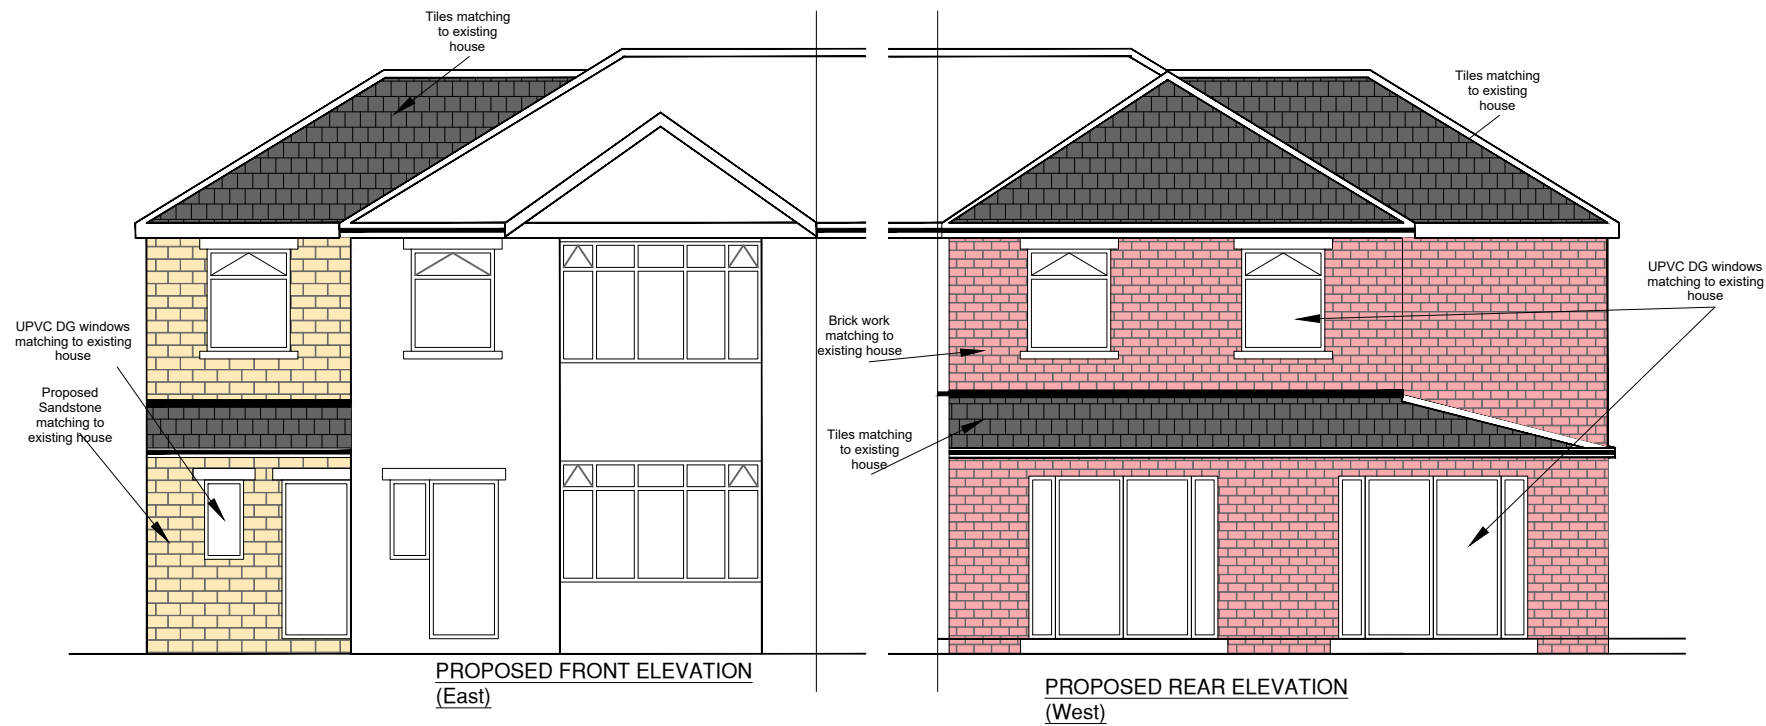 Tiles matching
to existing
house
Tiles matching
to existing
house
UPVC DG windows
matching to existing
house
Proposed
Sandstone
matching to
existing house
Brick work
matching to
existing house
Tiles matching
to existing
house
UPVC DG windows
matching to existing
house
PROPOSED FRONT ELEVATION
(East)
PROPOSED REAR ELEVATION
(West)